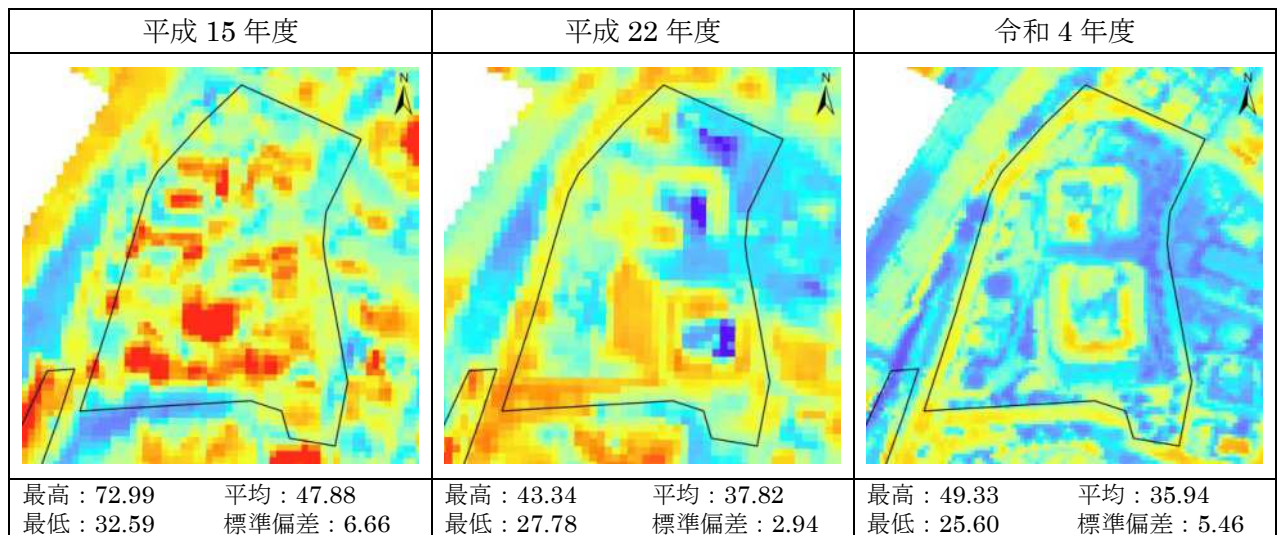 平成 15 年度
平成 22 年度
令和 4 年度
N
N
N
最高：72.99 平均：47.88
最低：32.59 標準偏差：6.66
最高：43.34 平均：37.82
最低：27.78 標準偏差：2.94
最高：49.33 平均：35.94
最低：25.60 標準偏差：5.46